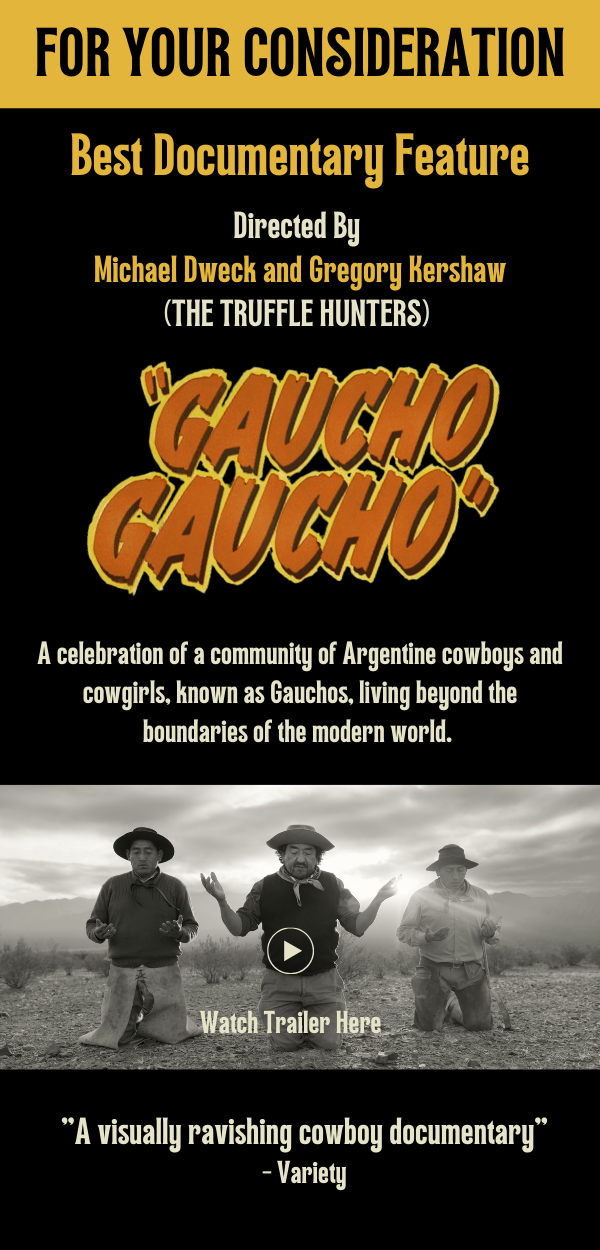 FOR YOUR CONSIDERATION
Best Documentary Feature
Directed By
Michael Dweck and Gregory Kershaw
(THE TRUFFLE HUNTERS)
"GAUCHO
GAUCHO"
A celebration of a community of Argentine cowboys and
cowgirls, known as Gauchos, living beyond the
boundaries of the modern world.
Watch Trailer Here
”A visually ravishing cowboy documentary”
- Variety